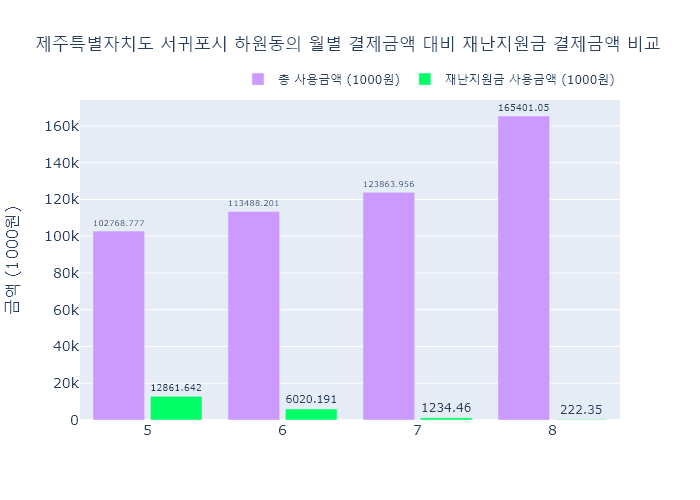 제주특별자치도 서귀포시 하원동의 월별 결제금액 대비 재난지원금 결제금액 비교
총 사용금액 (1000원)
재난지원금 사용금액 (1000원)
금액 (1000원)
160k
140k
120k
100k
80k
60k
40k
20k
0
102768.777
12861.642
113488.201
6020.191
123863.956
1234.46
165401.05
222.35
5
6
7
8